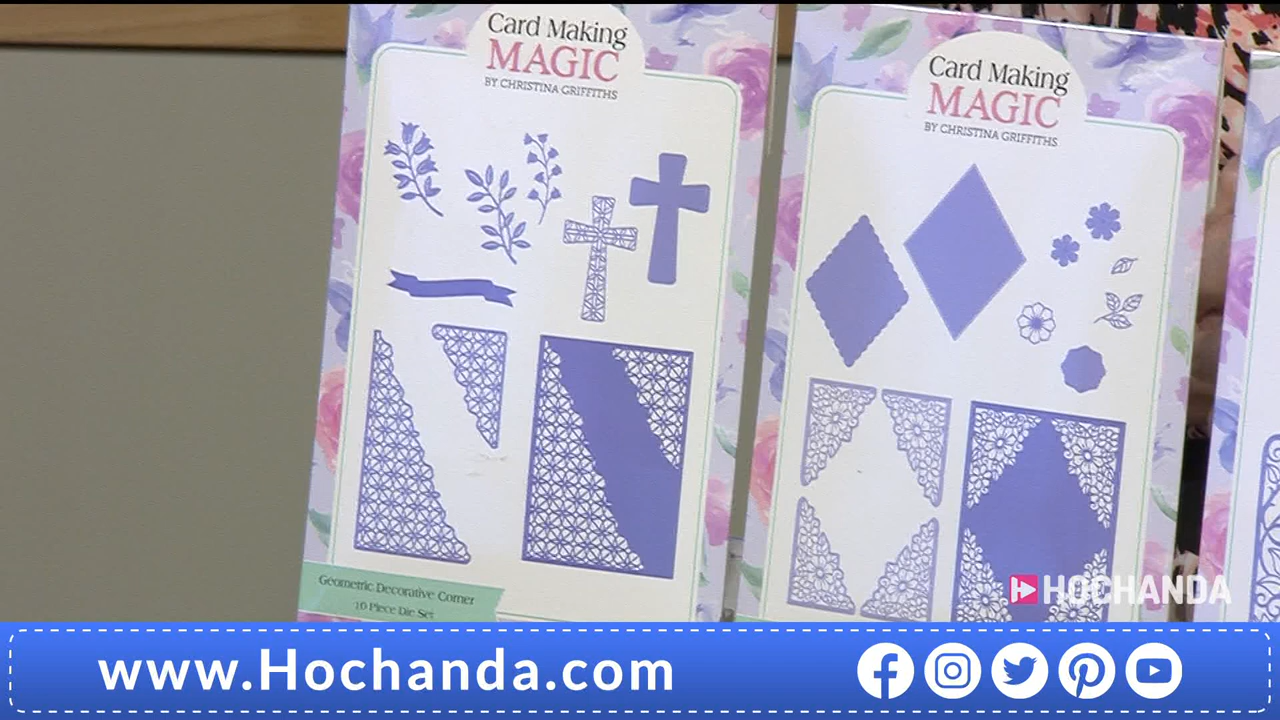 Card Making
MAGIC
BY CHRISTINA GRIFFITHS
Card Making
MAGIC
BY CHRISTINA GRIFFITHS
Geometric Decorative Corner
10 Piece Die Set
HOCHANDA
www.Hochanda.com